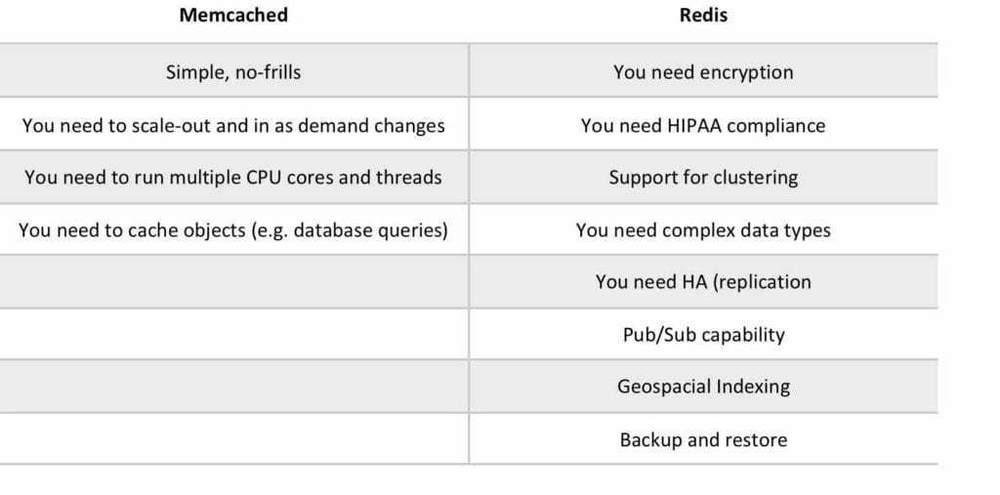 Memcached Redis
Simple, no-frills You need encryption
You need to scale-out and in as demand changes You need HIPAA compliance
You need to run multiple CPU cores and threads Support for clustering
You need to cache objects (e.g. database queries) You need complex data types
You need HA (replication
Pub/Sub capability
Geospacial Indexing
Backup and restore